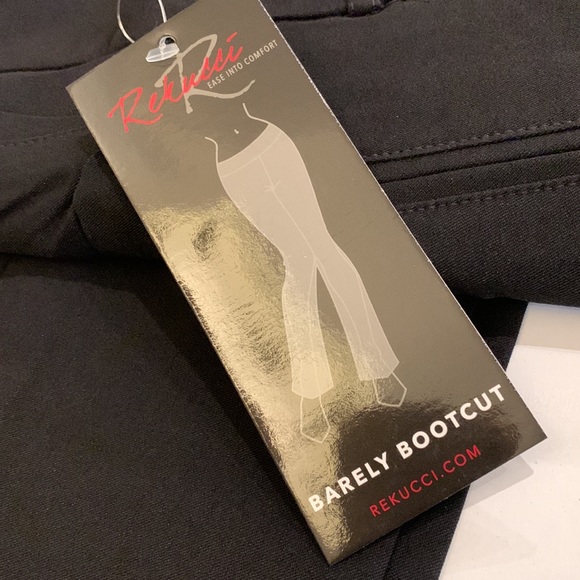 Rekucci
R
EASE INTO COMFORT
BARELY BOOTCUT
REKUCCI.COM